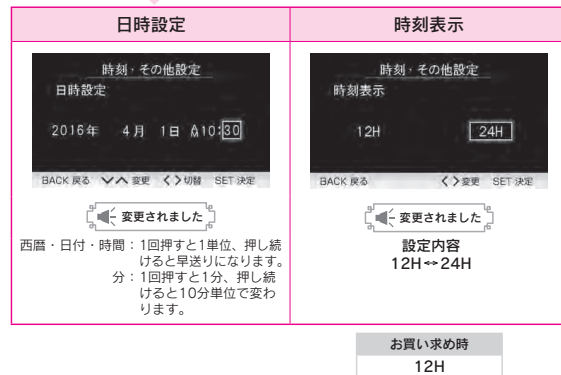 日時設定
時刻・その他設定
日時設定
2016年 4月 1日 A10:30
BACK 戻る ∨∧ 変更 <>切替 SET 決定
変更されました
西暦・日付・時間：1回押すと1単位、押し続
けると早送りになります。
分：1回押すと1分、押し続
けると10分単位で変わ
ります。
時刻表示
時刻・その他設定
時刻表示
12H 24H
BACK 戻る <>変更 SET 決定
変更されました
設定内容
12H⇔24H
お買い求め時
12H